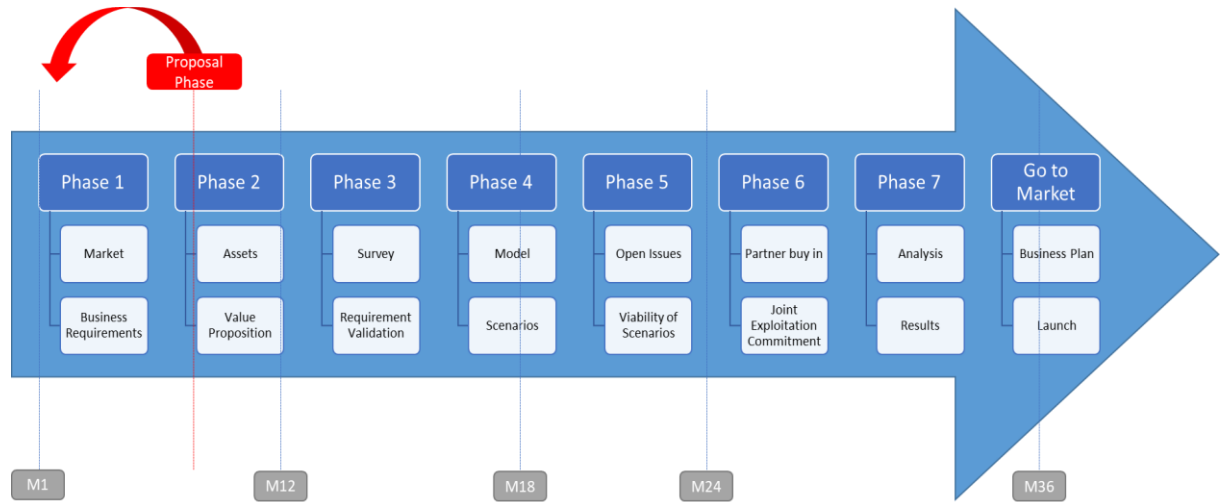 Proposal
Phase
Phase 1
Phase 2
Phase 3
Phase 4
Phase 5
Phase 6
Phase 7
Go to
Market
Market
Assets
Survey
Model
Open Issues
Partner buy in
Analysis
Business Plan
Business
Requirements
Value
Proposition
Requirement
Validation
Scenarios
Viability of
Scenarios
Joint
Exploitation
Commitment
Results
Launch
M1
M12
M18
M24
M36